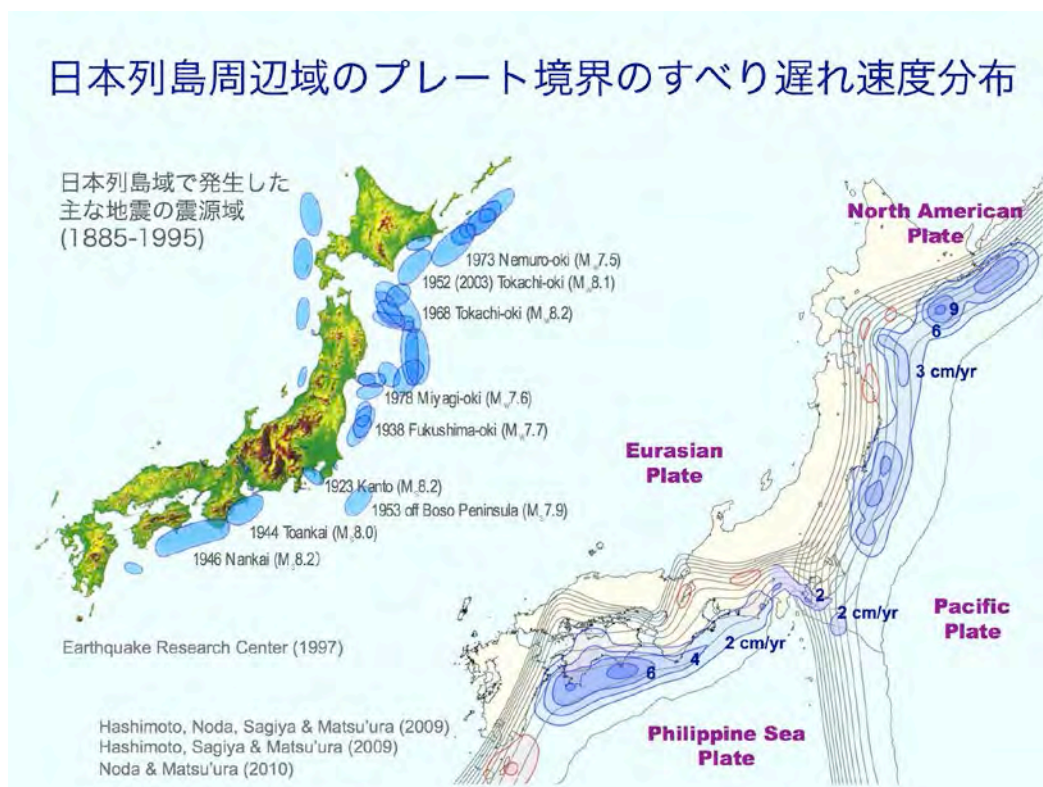 日本列島周辺域のプレート境界のすべり遅れ速度分布
日本列島域で発生した
主な地震の震源域
(1885-1995)
1973 Nemuro-oki (M 7.5)
1952 (2003) Tokachi-oki (M 8.1)
1968 Tokachi-oki (M 8.2)
1978 Miyagi-oki (M 7.6)
1938 Fukushima-oki (M 7.7)
1923 Kanto (M 8.2)
1953 off Boso Peninsula (M 7.9)
1944 Toankai (M 8.0)
1946 Nankai (M 8.2)
Earthquake Research Center (1997)
Hashimoto, Noda, Sagiya & Matsu'ura (2009)
Hashimoto, Sagiya & Matsu'ura (2009)
Noda & Matsu'ura (2010)
North American
Plate
9
6
3 cm/yr
Eurasian
Plate
Pacific
Plate
2
2 cm/yr
2 cm/yr
4
6
Philippine Sea
Plate